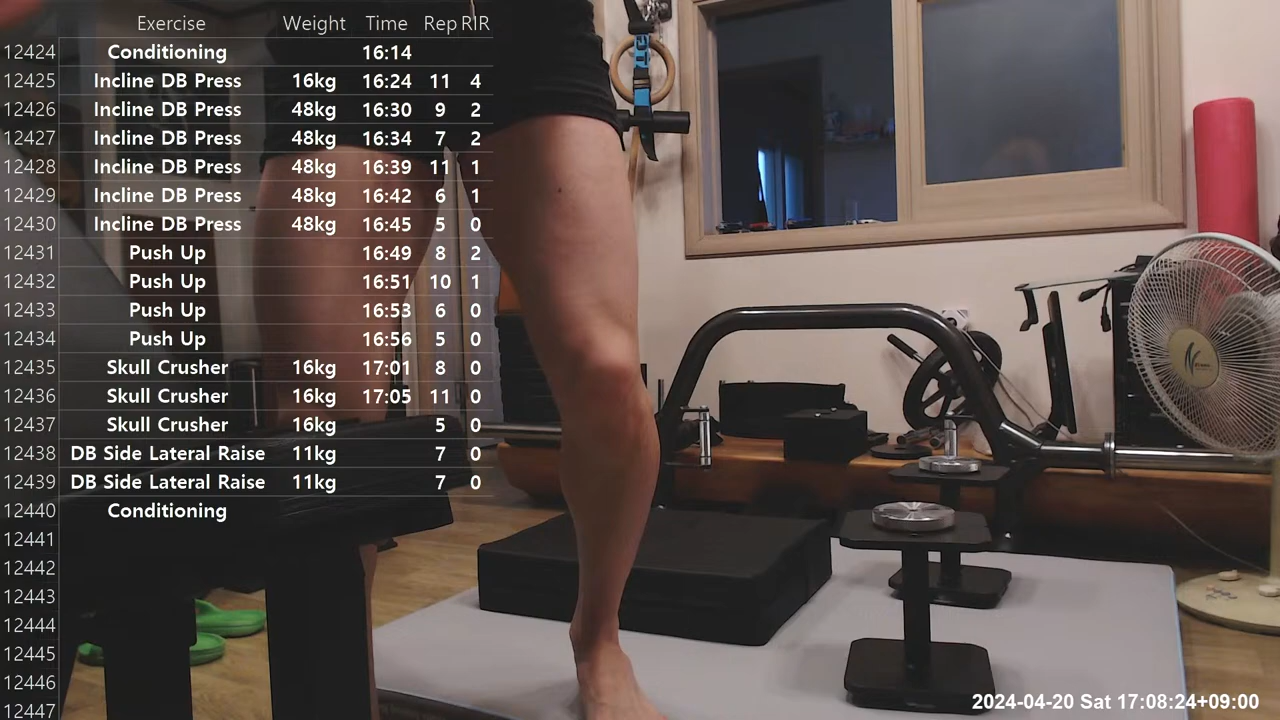 Exercise Weight Time Rep RIR
12424 Conditioning 16:14
12425 Incline DB Press 16kg 16:24 11 4
12426 Incline DB Press 48kg 16:30 9 2
12427 Incline DB Press 48kg 16:34 7 2
12428 Incline DB Press 48kg 16:39 11 1
12429 Incline DB Press 48kg 16:42 6 1
12430 Incline DB Press 48kg 16:45 5 0
12431 Push Up 16:49 8 2
12432 Push Up 16:51 10 1
12433 Push Up 16:53 6 0
12434 Push Up 16:56 5 0
12435 Skull Crusher 16kg 17:01 8 0
12436 Skull Crusher 16kg 17:05 11 0
12437 Skull Crusher 16kg 5 0
12438 DB Side Lateral Raise 11kg 7 0
12439 DB Side Lateral Raise 11kg 7 0
12440 Conditioning
12441
12442
12443
12444
12445
12446
12447
2024-04-20 Sat 17:08:24+09:00